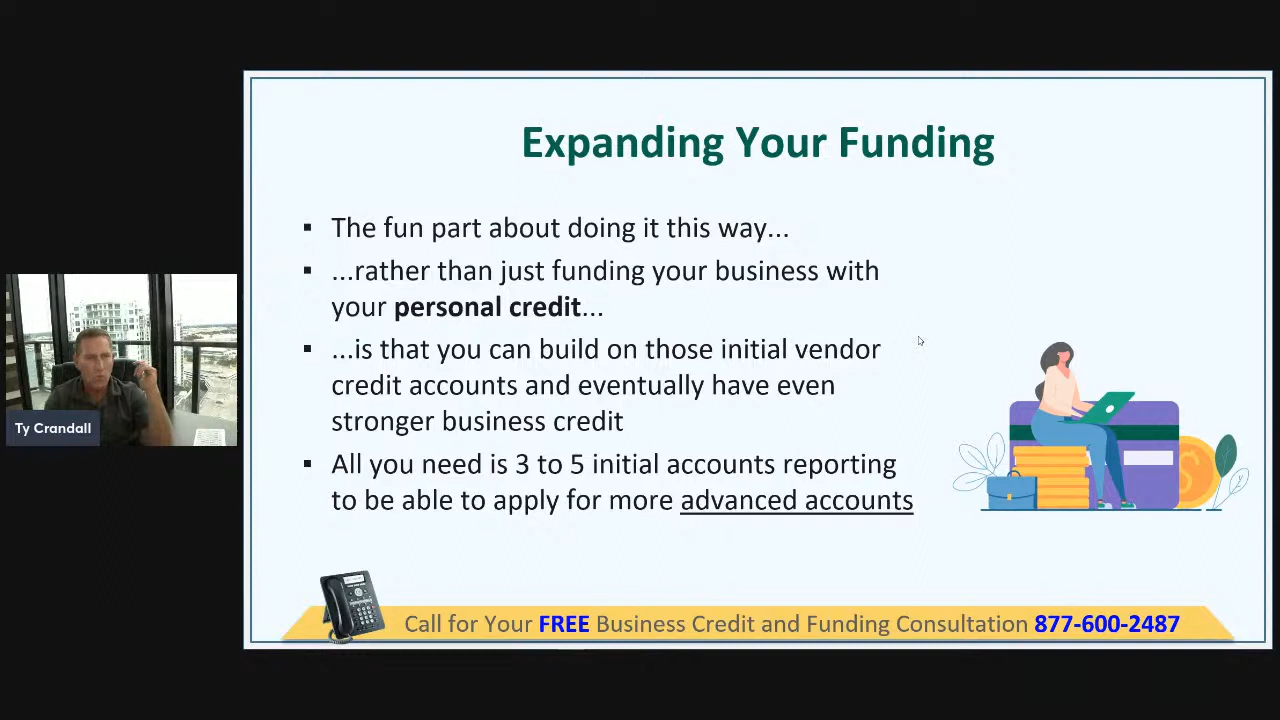 Expanding Your Funding
▪ The fun part about doing it this way...
▪ ...rather than just funding your business with
your personal credit...
▪ ...is that you can build on those initial vendor
credit accounts and eventually have even
stronger business credit
▪ All you need is 3 to 5 initial accounts reporting
to be able to apply for more advanced accounts
Ty Crandall
Call for Your FREE Business Credit and Funding Consultation 877-600-2487